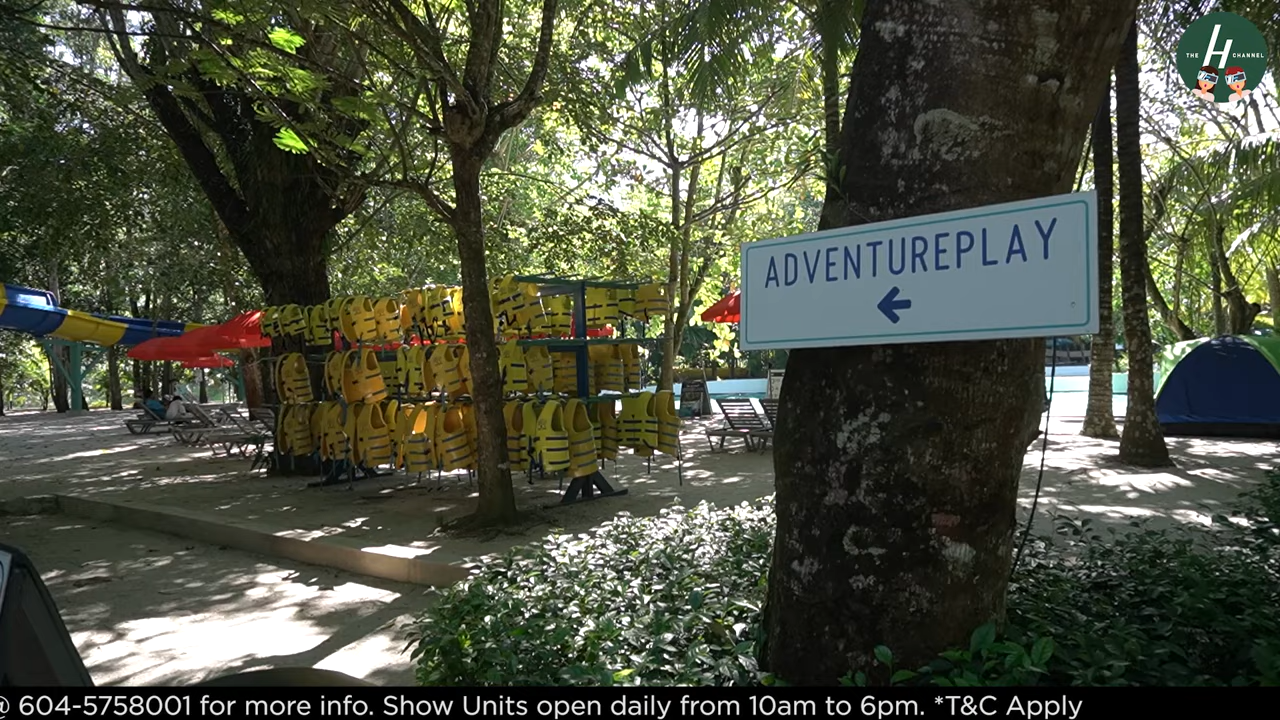 THE H CHANNEL
ADVENTUREPLAY
@ 604-5758001 for more info. Show Units open daily from 10am to 6pm. *T&C Apply